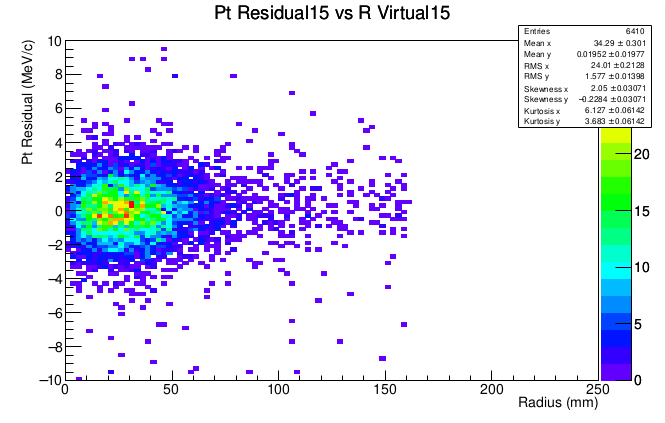 Pt Residual15 vs R Virtual15
Entries 6410
Mean x 34.29 ± 0.301
Mean y 0.01952 ± 0.01977
RMS x 24.01 ± 0.2128
RMS y 1.577 ± 0.01398
Skewness x 2.05 ± 0.03071
Skewness y −0.2284 ± 0.03071
Kurtosis x 6.127 ± 0.06142
Kurtosis y 3.683 ± 0.06142
Pt Residual (MeV/c)
10
8
6
4
2
0
−2
−4
−6
−8
−10
0 50 100 150 200 250
Radius (mm)
20
15
10
5
0